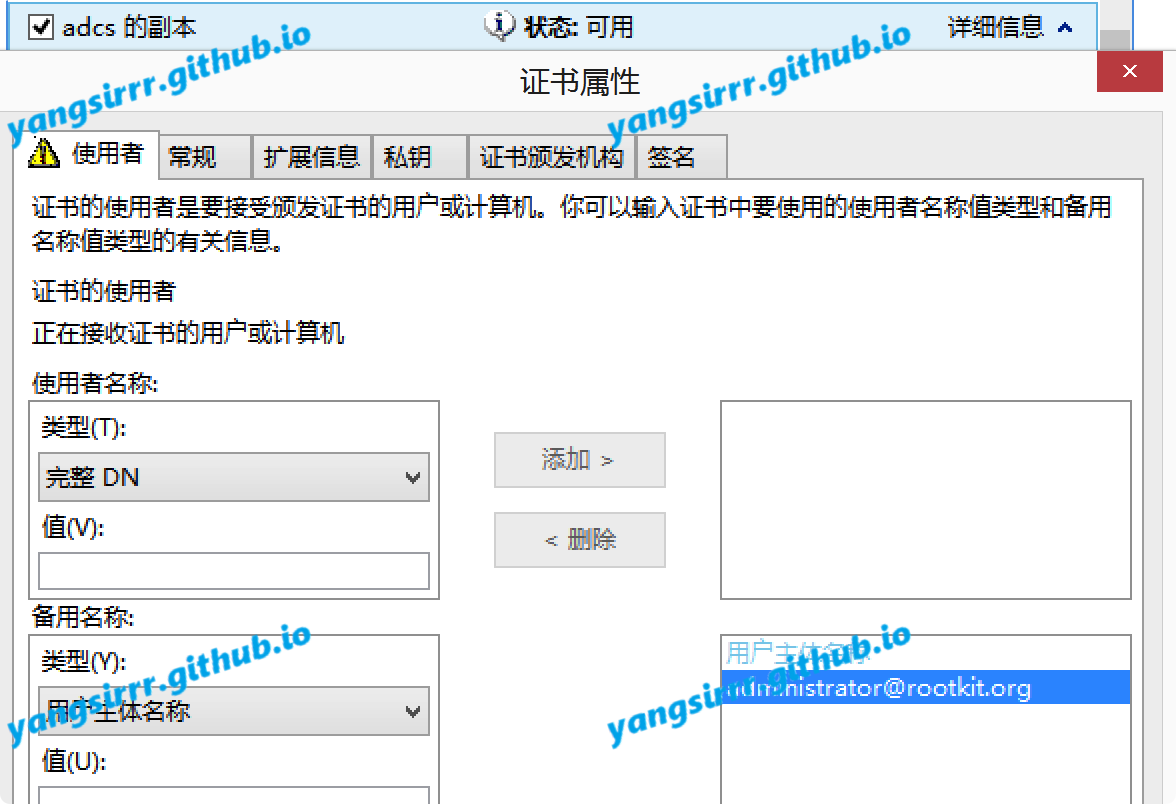 adcs 的副本 状态: 可用 详细信息
yangsirrr.github.io yangsirrr.github.io
证书属性
使用者 常规 扩展信息 私钥 证书颁发机构 签名
证书的使用者是要接受颁发证书的用户或计算机。你可以输入证书中要使用的使用者名称值类型和备用
名称值类型的有关信息。
证书的使用者
正在接收证书的用户或计算机
使用者名称:
类型(T):
完整 DN
添加 >
值(V):
< 删除
备用名称:
类型(Y):
用户主体名称
yangsirrr.github.io yangsirrr.github.io
用户主体名称
administrator@rootkit.org
值(U):